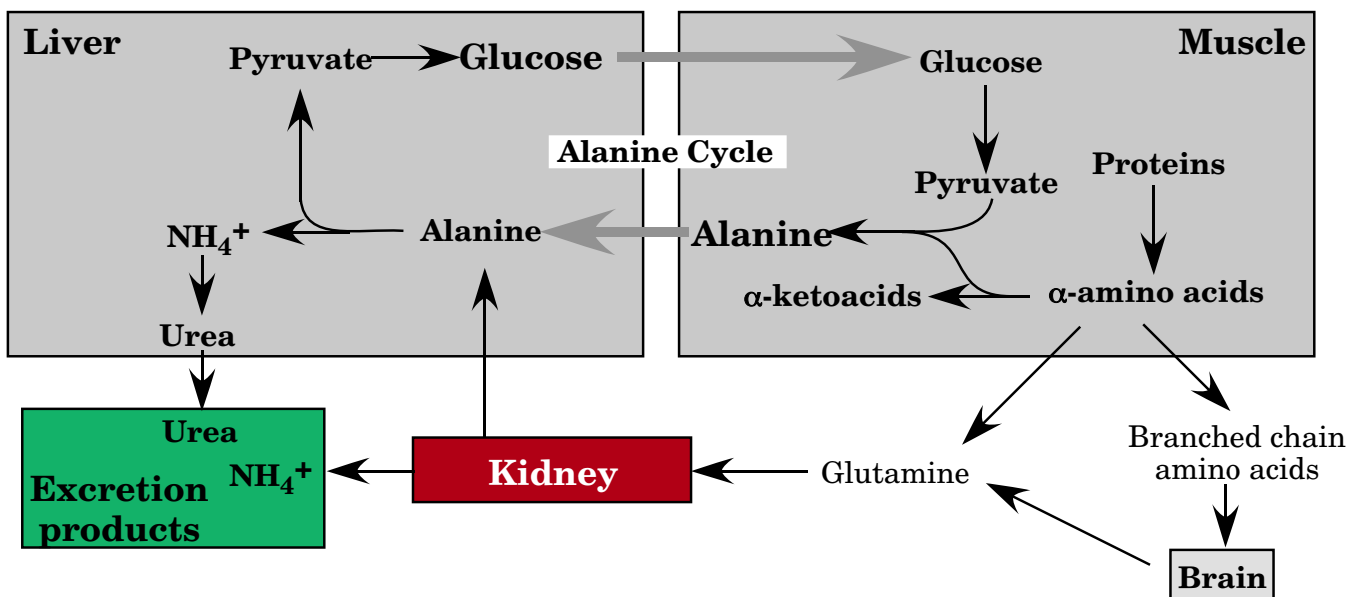 Liver
Pyruvate
Glucose
Glucose
Muscle
Alanine Cycle
Pyruvate
Proteins
NH₄⁺
Alanine
Alanine
α-ketoacids
α-amino acids
Urea
Urea
NH₄⁺
Excretion
products
Kidney
Glutamine
Branched chain
amino acids
Brain